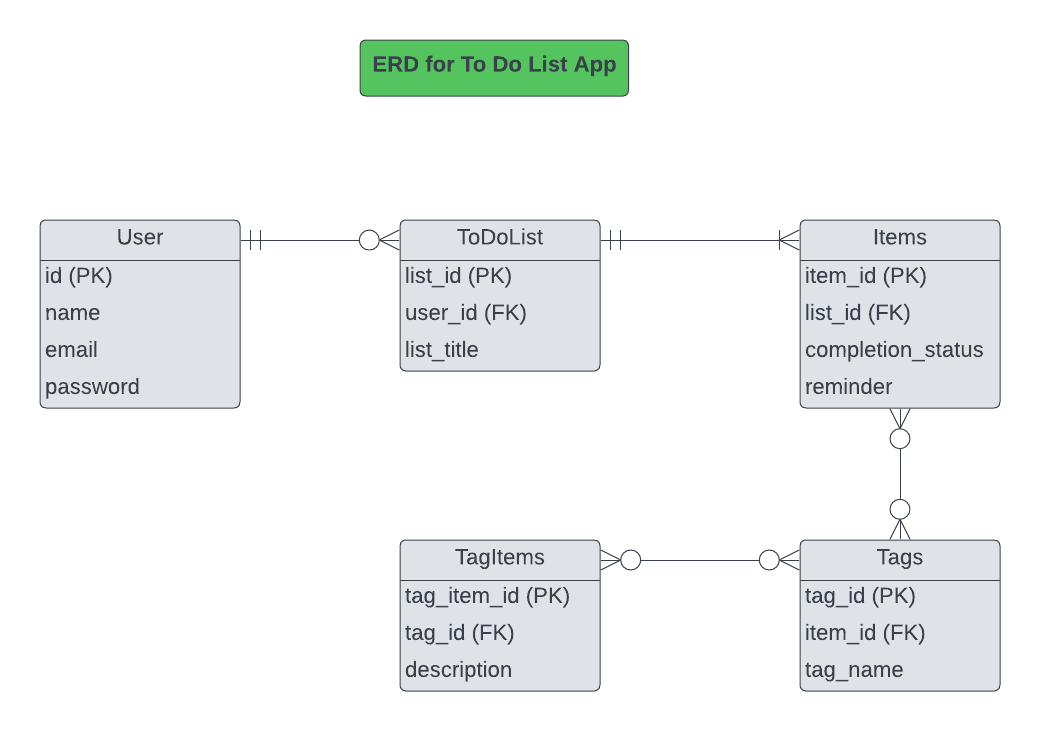 ERD for To Do List App
User
id (PK)
name
email
password
ToDoList
list_id (PK)
user_id (FK)
list_title
Items
item_id (PK)
list_id (FK)
completion_status
reminder
TagItems
tag_item_id (PK)
tag_id (FK)
description
Tags
tag_id (PK)
item_id (FK)
tag_name